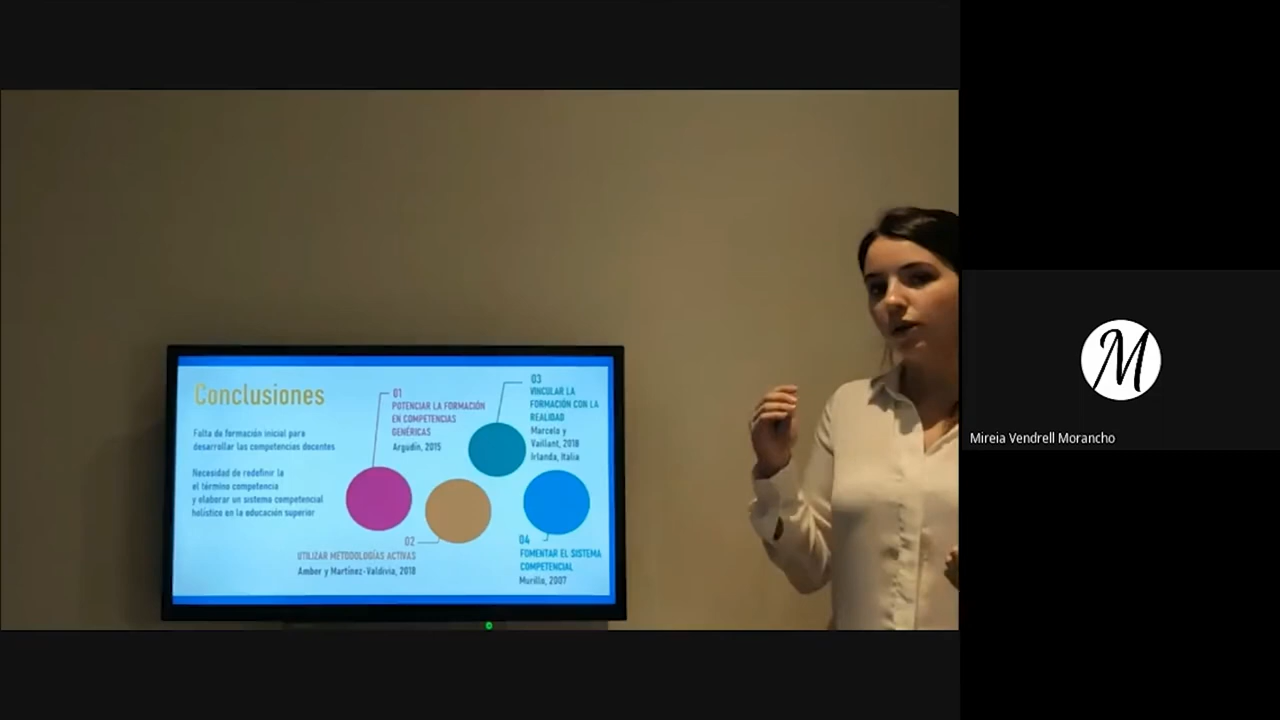 Conclusiones
Falta de formación inicial para
desarrollar las competencias docentes
Necesidad de redefinir la
el término competencia
y elaborar un sistema competencial
holístico en la educación superior
01
POTENCIAR LA FORMACIÓN
EN COMPETENCIAS
GENÉRICAS
Argudín, 2015
02
UTILIZAR METODOLOGÍAS ACTIVAS
Amber y Martínez-Valdivia, 2018
03
VINCULAR LA
FORMACIÓN CON LA
REALIDAD
Marcelo y
Vaillant, 2018
Irlanda, Italia
04
FOMENTAR EL SISTEMA
COMPETENCIAL
Murillo, 2007
M
Mireia Vendrell Morancho